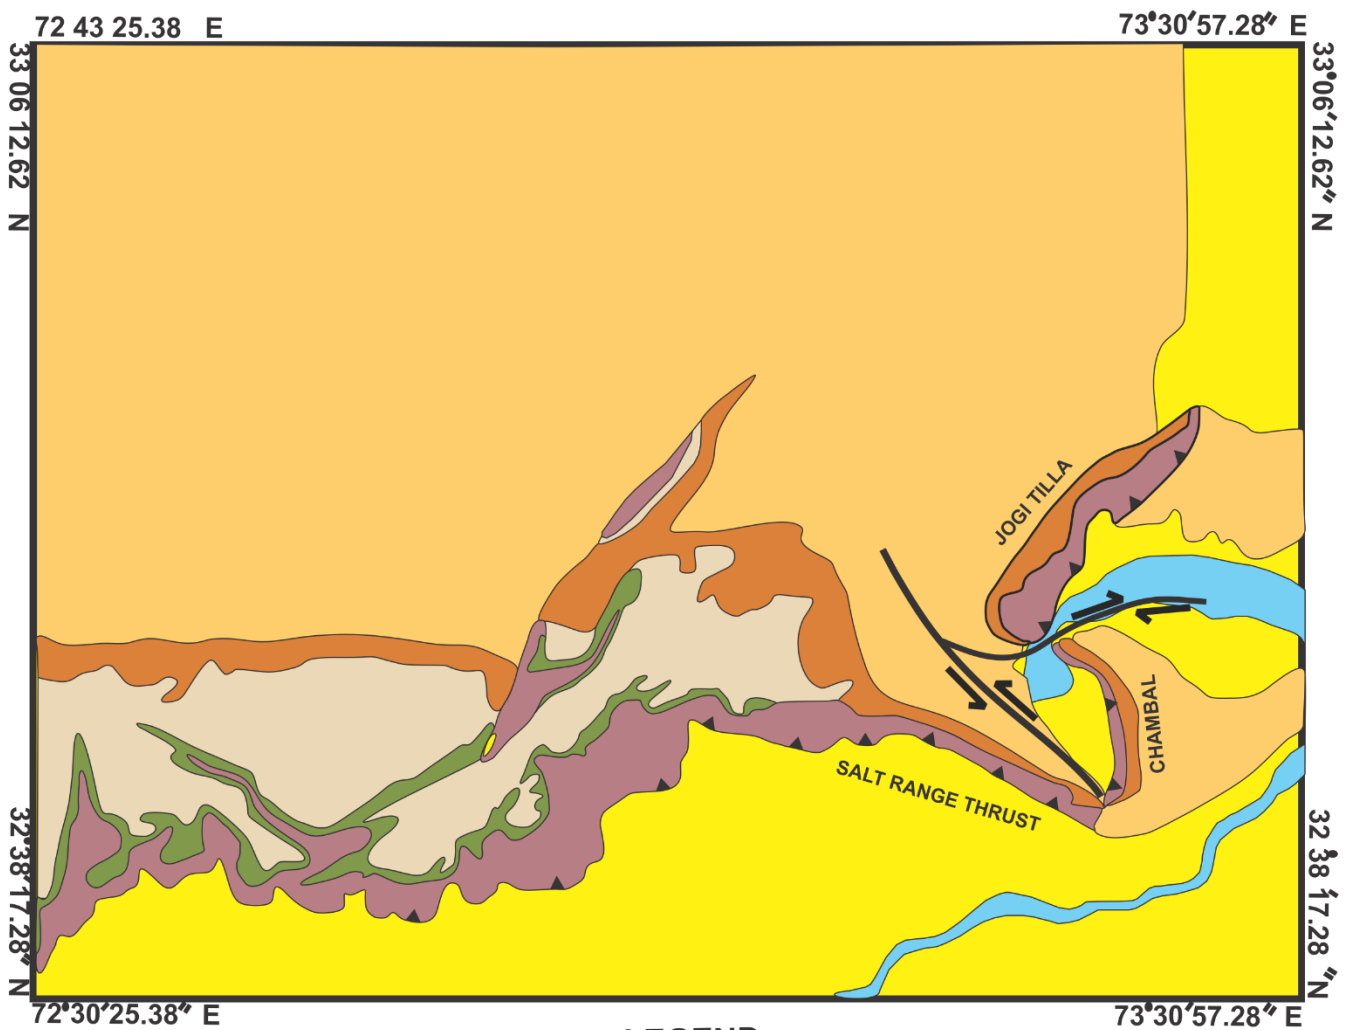 72 43 25.38 E
73°30′57.28″ E
33 06 12.62 N
33°06′12.62″ N
JOGI TILLA
CHAMBAL
SALT RANGE THRUST
32°38′17.28″ N
32 38 17.28″ N
72°30′25.38″ E
73°30′57.28″ E
LEGEND